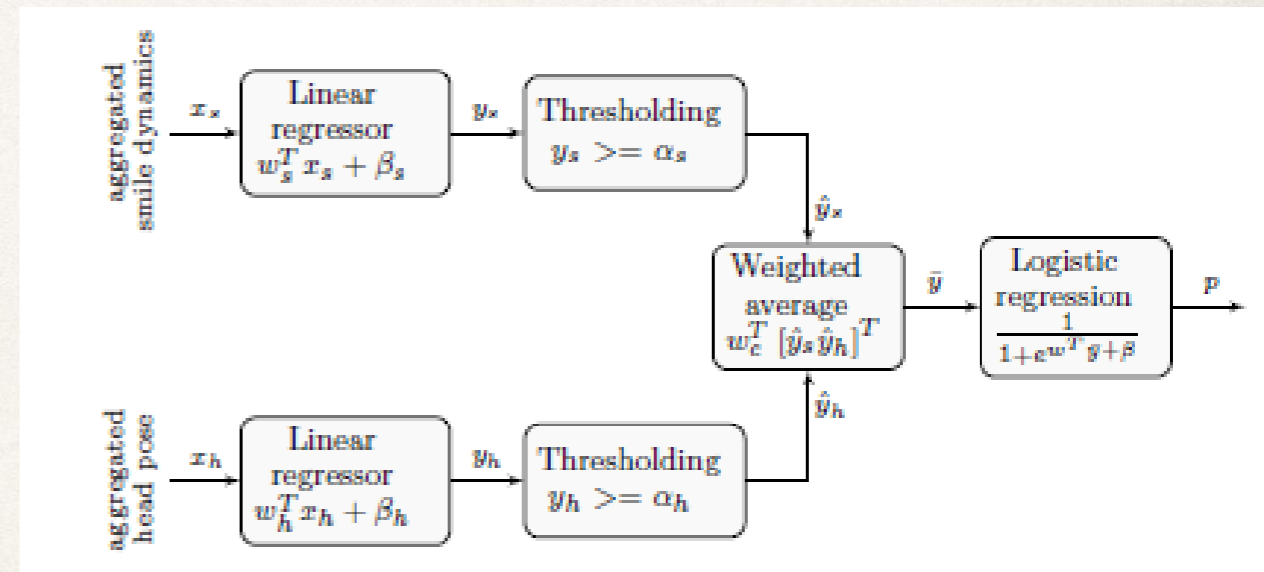 aggregated
smile dynamics
x_s
Linear
regressor
w_s^T x_s + β_s
y_s
Thresholding
y_s >= α_s
ŷ_s
Weighted
average
w_c^T [ŷ_s ŷ_h]^T
ȳ
Logistic
regression
1
1+e^{w^T ȳ+β}
p
aggregated
head pose
x_h
Linear
regressor
w_h^T x_h + β_h
y_h
Thresholding
y_h >= α_h
ŷ_h